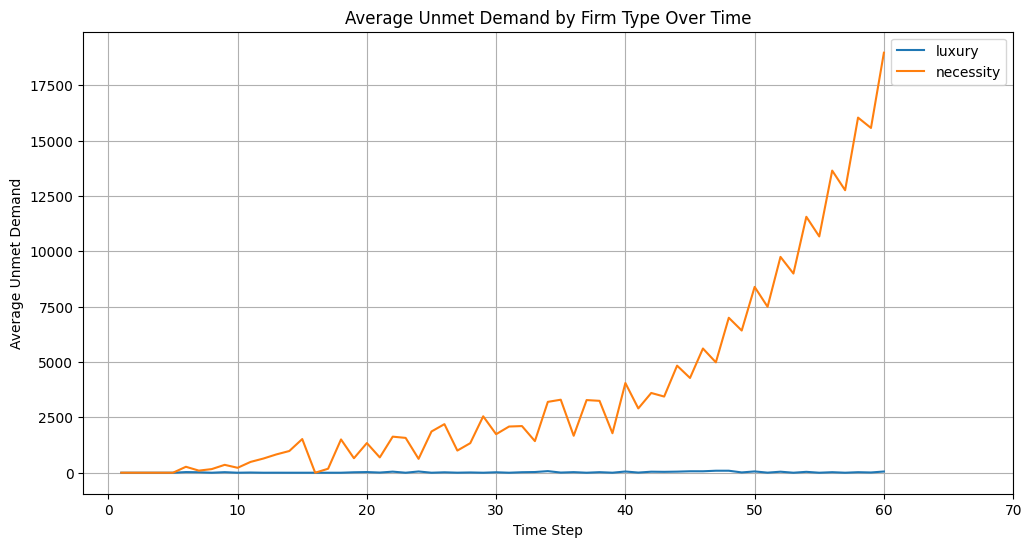 Average Unmet Demand by Firm Type Over Time
luxury
necessity
17500
15000
12500
10000
7500
5000
2500
0
Average Unmet Demand
0 10 20 30 40 50 60 70
Time Step